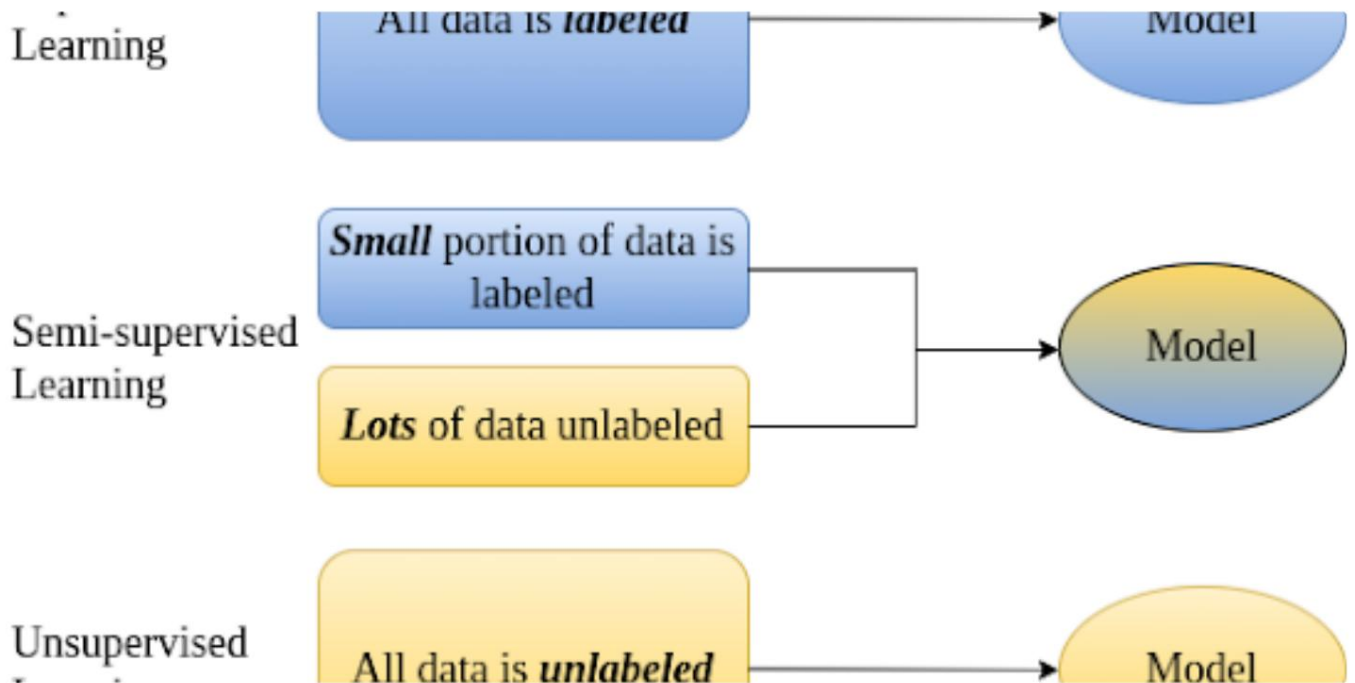 Learning
All data is labeled
Model
Small portion of data is
labeled
Semi-supervised
Learning
Lots of data unlabeled
Model
Unsupervised
All data is unlabeled
Model